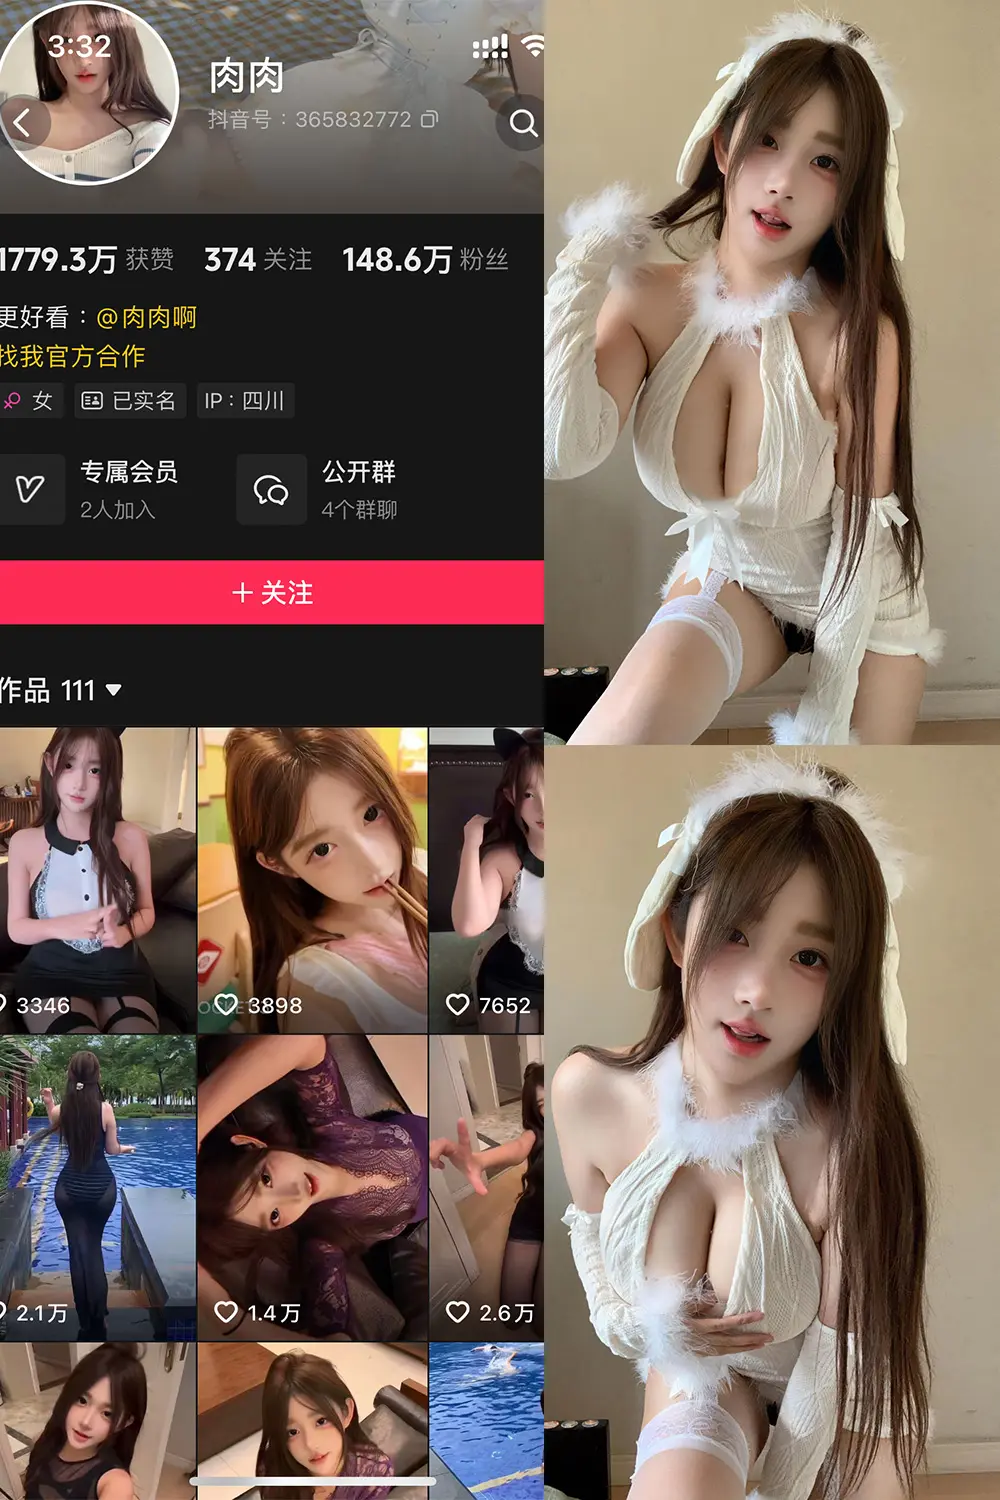 3:32
肉肉
抖音号：365832772
1779.3万 获赞 374 关注 148.6万 粉丝
更好看：@肉肉啊
找我官方合作
女 已实名 IP：四川
专属会员 公开群
2人加入 4个群聊
+ 关注
作品 111
3346 3898 7652
2.1万 1.4万 2.6万